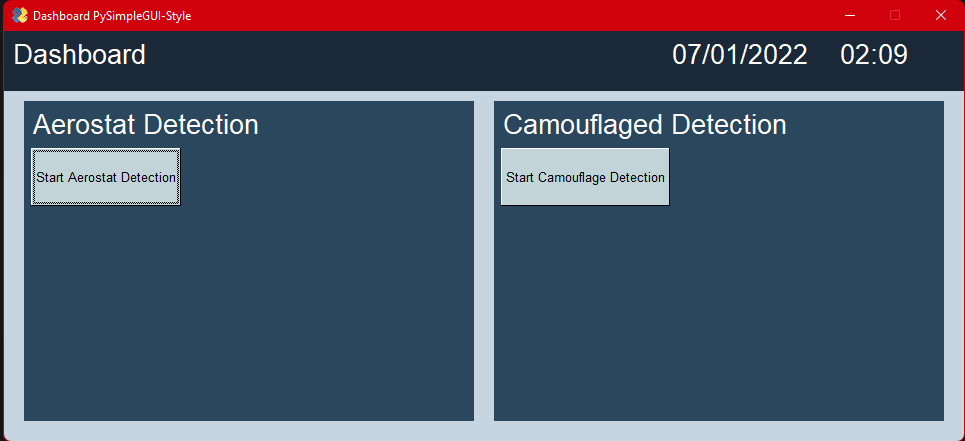 Dashboard PySimpleGUI-Style
Dashboard 07/01/2022 02:09
Aerostat Detection
Start Aerostat Detection
Camouflaged Detection
Start Camouflage Detection